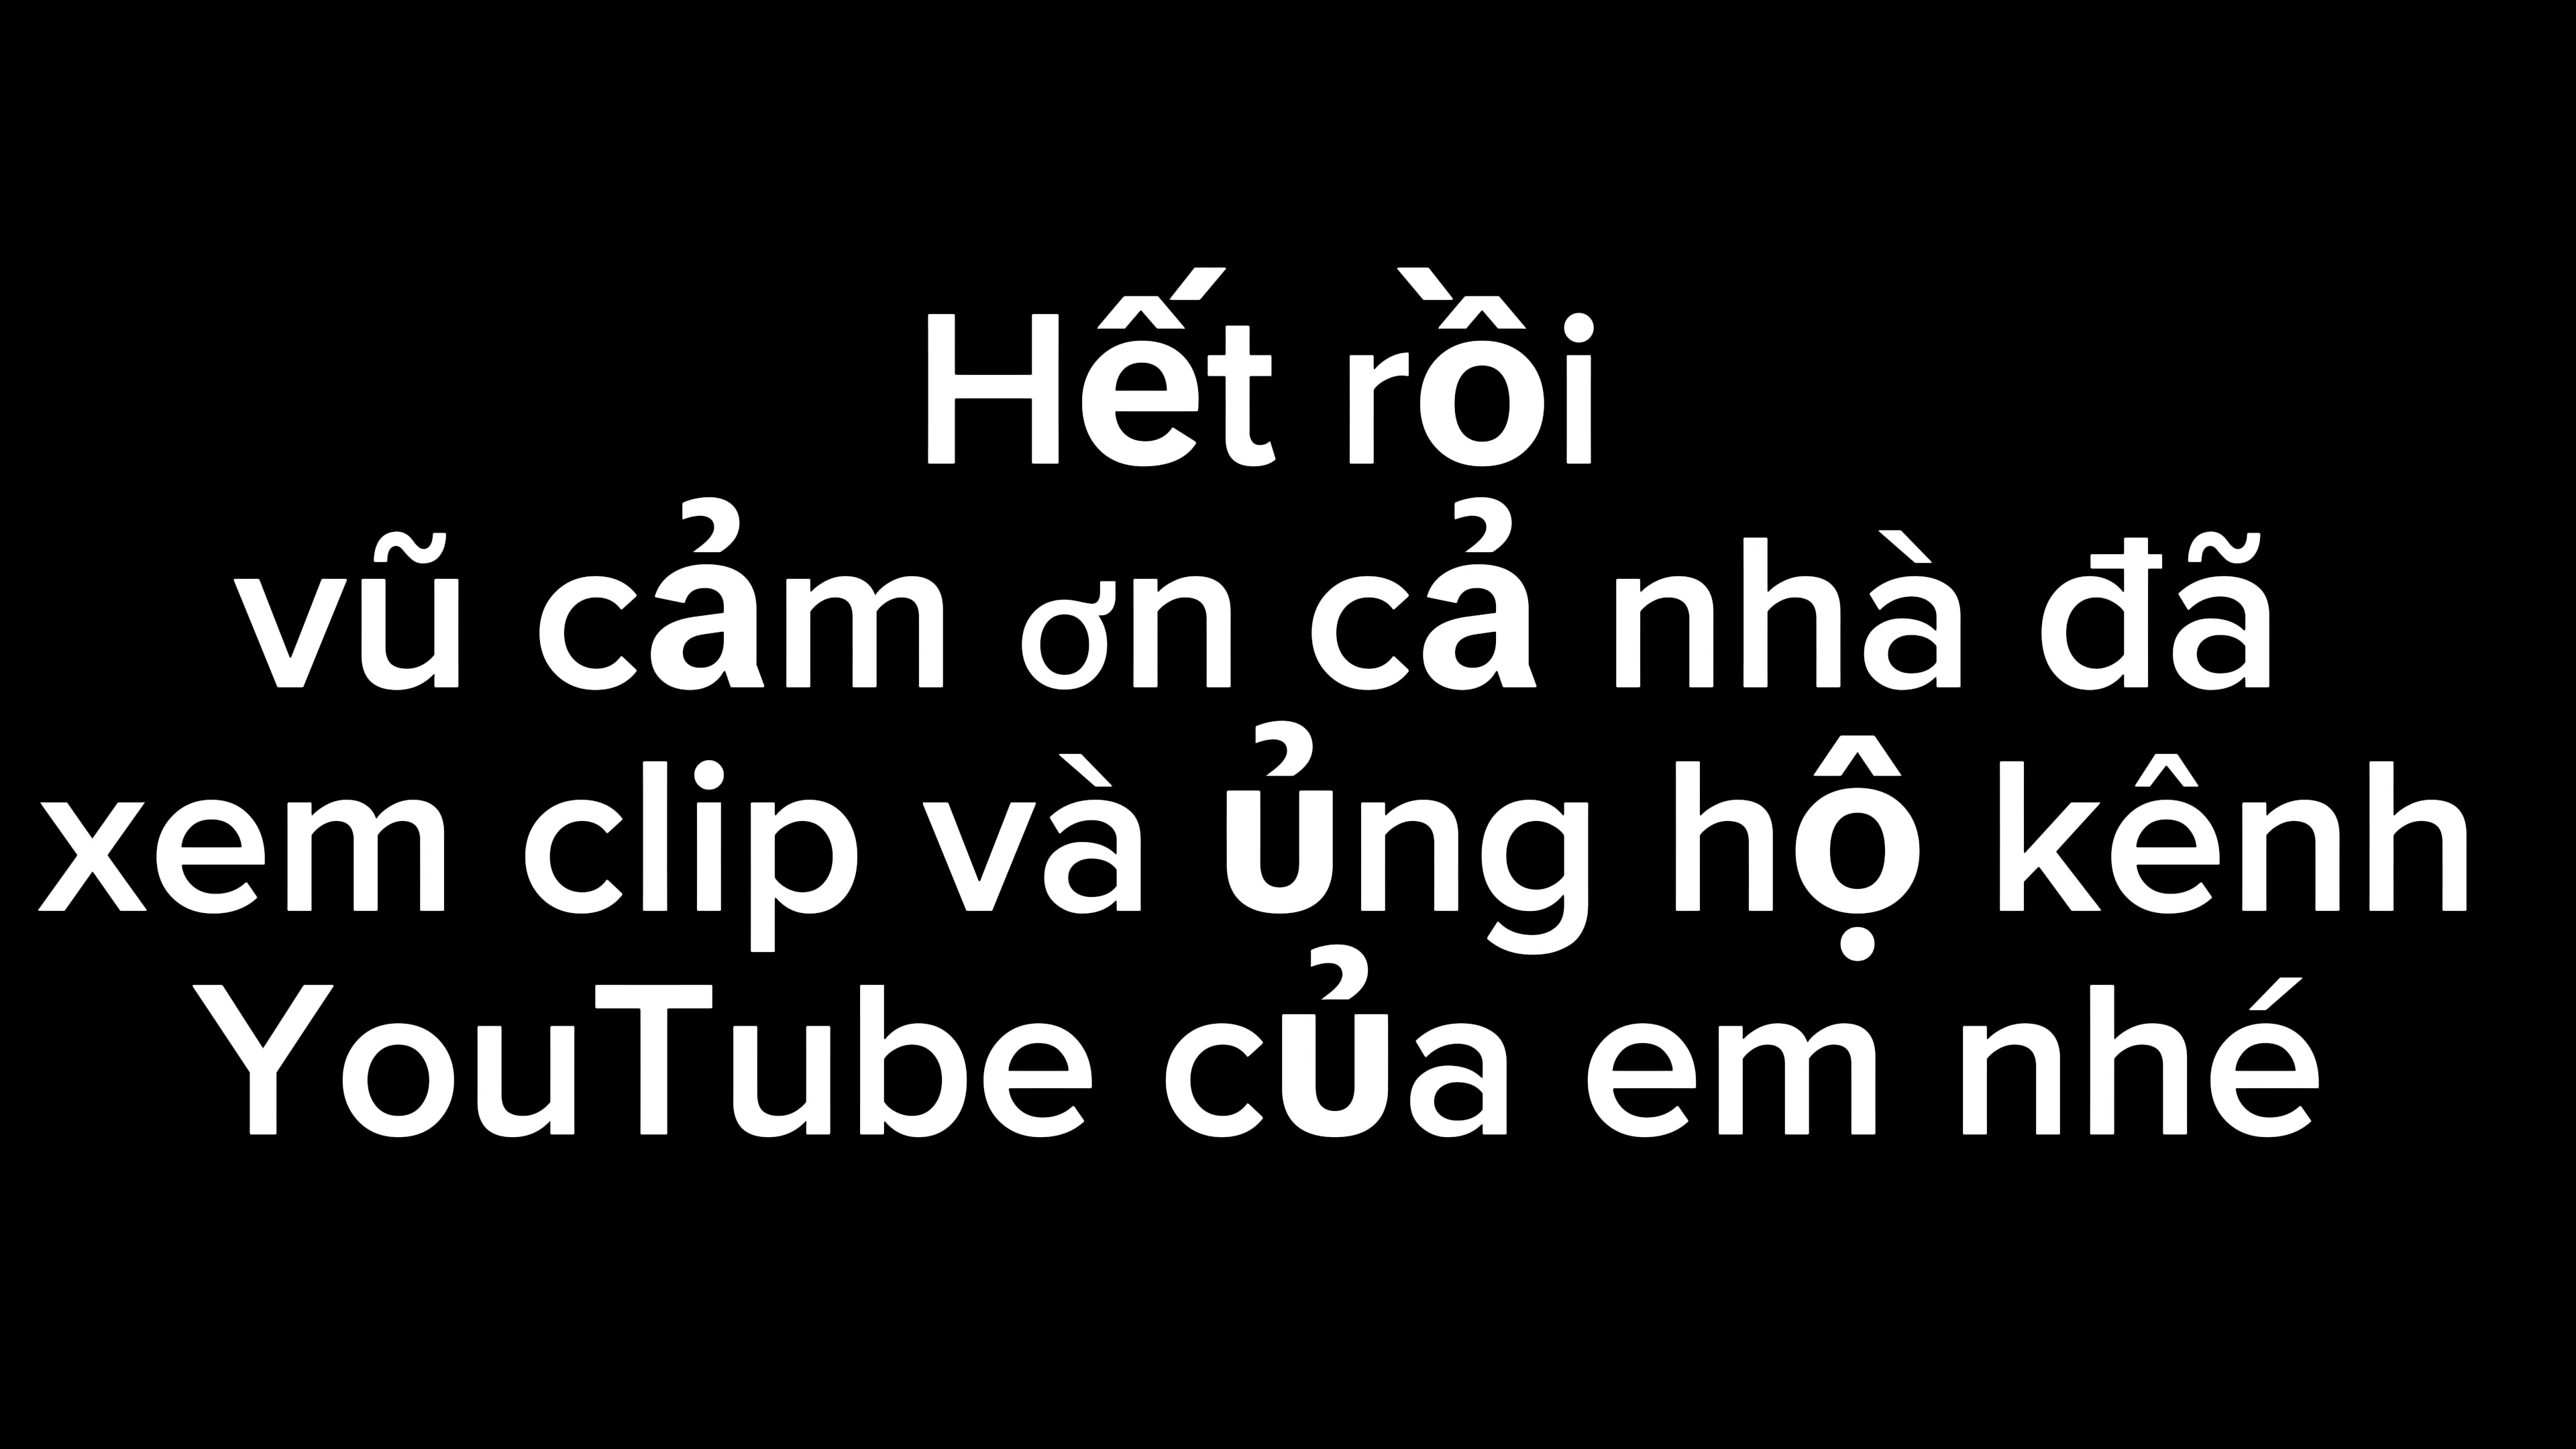 Hết rồi
vũ cảm ơn cả nhà đã
xem clip và ủng hộ kênh
YouTube của em nhé